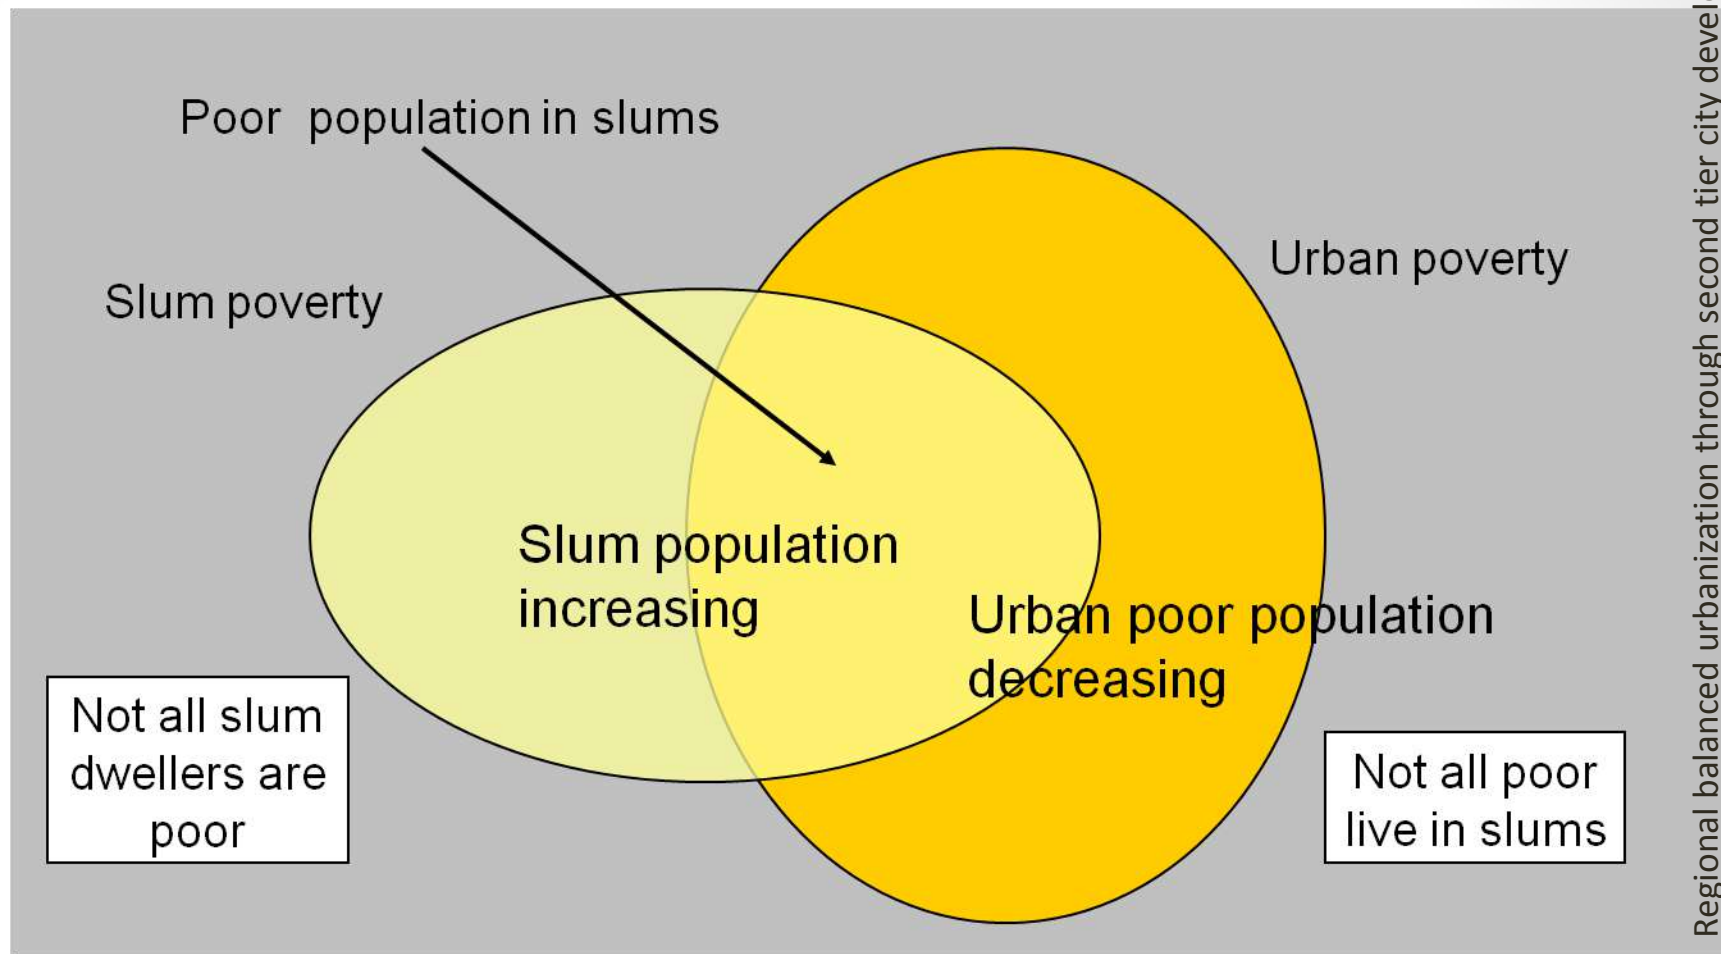 Poor population in slums
Slum poverty
Urban poverty
Slum population
increasing
Urban poor population
decreasing
Not all slum
dwellers are
poor
Not all poor
live in slums
Regional balanced urbanization through second tier city